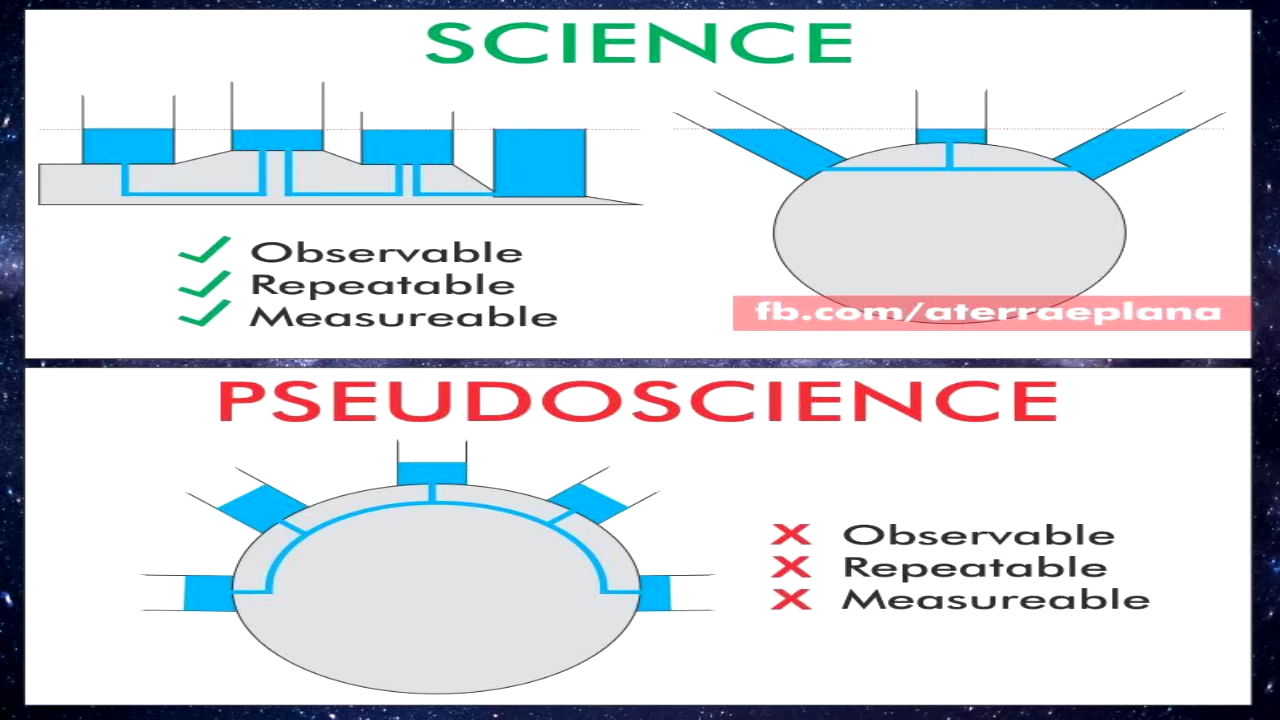 SCIENCE
Observable
Repeatable
Measureable
fb.com/aterraeplana
PSEUDOSCIENCE
Observable
Repeatable
Measureable